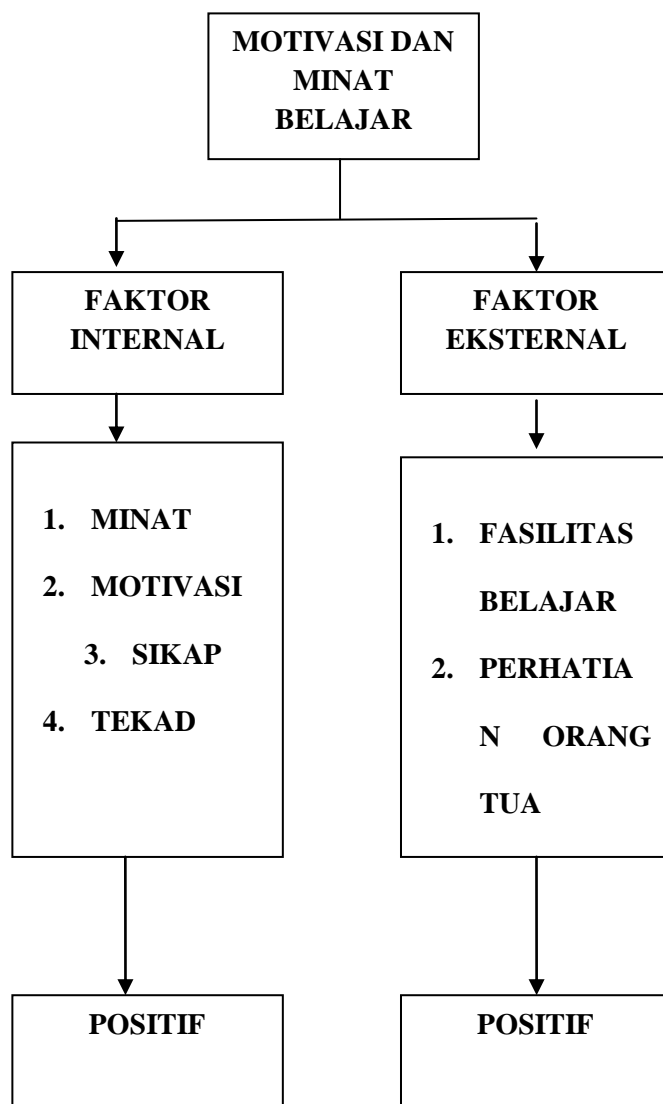 MOTIVASI DAN
MINAT
BELAJAR
FAKTOR
INTERNAL
FAKTOR
EKSTERNAL
1. MINAT
2. MOTIVASI
3. SIKAP
4. TEKAD
1. FASILITAS
BELAJAR
2. PERHATIA
N ORANG
TUA
POSITIF
POSITIF